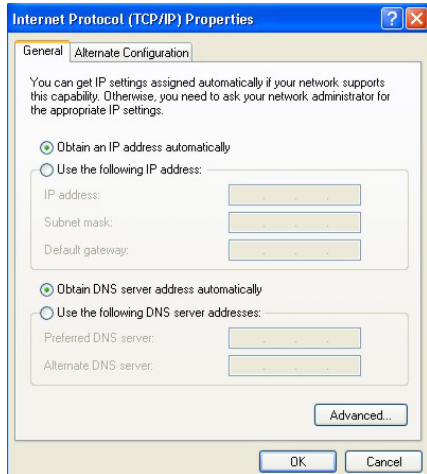 Internet Protocol (TCP/IP) Properties
General Alternate Configuration
You can get IP settings assigned automatically if your network supports
this capability. Otherwise, you need to ask your network administrator for
the appropriate IP settings.
Obtain an IP address automatically
Use the following IP address:
IP address:
Subnet mask:
Default gateway:
Obtain DNS server address automatically
Use the following DNS server addresses:
Preferred DNS server:
Alternate DNS server:
Advanced...
OK Cancel